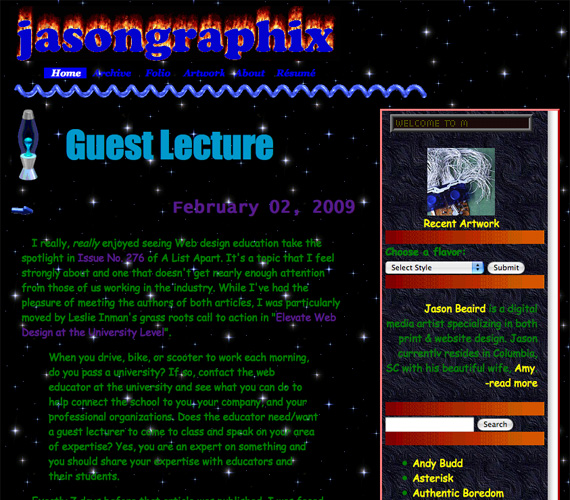 jasongraphix
Home Archive Folio Artwork About Résumé
Guest Lecture
February 02, 2009
I really, really enjoyed seeing Web design education take the
spotlight in Issue No. 276 of A List Apart. It's a topic that I feel
strongly about and one that doesn't get nearly enough attention
from those of us working in the industry. While I've had the
pleasure of meeting the authors of both articles, I was particularly
moved by Leslie Inman's grass roots call to action in "Elevate Web
Design at the University Level".
When you drive, bike, or scooter to work each morning,
do you pass a university? If so, contact the web
educator at the university and see what you can do to
help connect the school to you, your company, and your
professional organizations. Does the educator need/want
a guest lecturer to come to class and speak on your area
of expertise? Yes, you are an expert on something and
you should share your expertise with educators and
their students.
WELCOME TO M
Recent Artwork
Choose a flavor:
Select Style Submit
Jason Beaird is a digital
media artist specializing in both
print & website design. Jason
currently resides in Columbia,
SC with his beautiful wife, Amy
-read more
Search
Andy Budd
Asterisk
Authentic Boredom